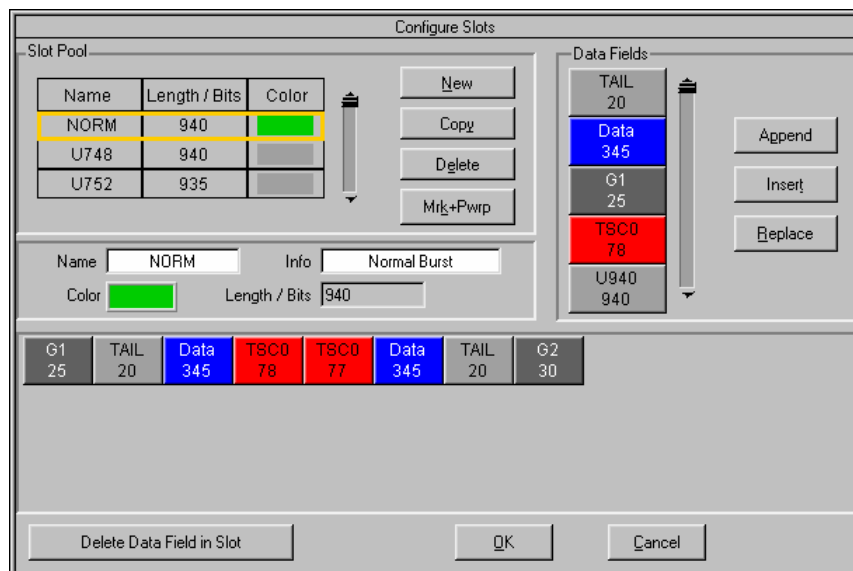 Configure Slots
Slot Pool
Name Length / Bits Color
NORM 940
U748 940
U752 935
New
Copy
Delete
Mrk+Pwrp
Name NORM Info Normal Burst
Color Length / Bits 940
Data Fields
TAIL
20
Data
345
G1
25
TSC0
78
U940
940
Append
Insert
Replace
G1 TAIL Data TSC0 TSC0 Data TAIL G2
25 20 345 78 77 345 20 30
Delete Data Field in Slot
OK
Cancel